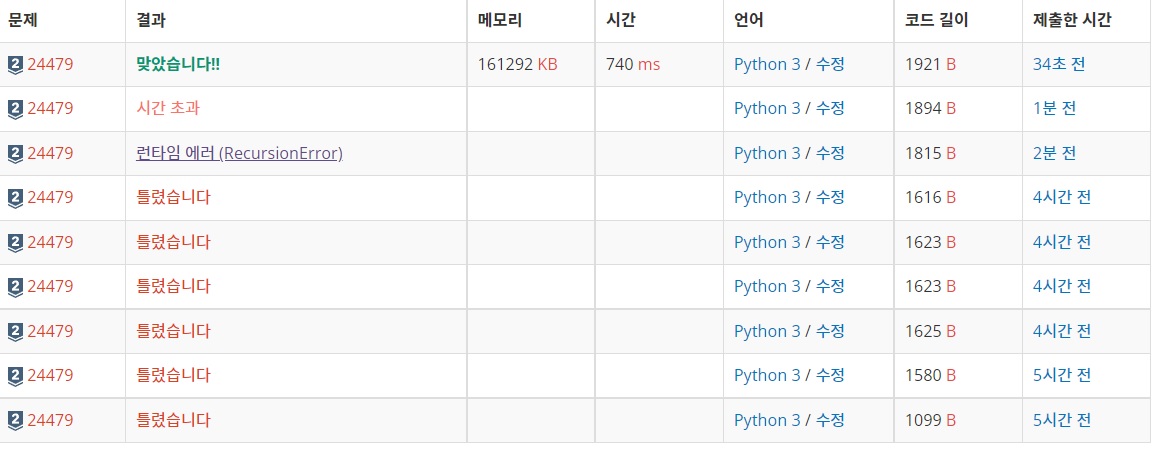 문제 결과 메모리 시간 언어 코드 길이 제출한 시간
2 24479 맞았습니다!! 161292 KB 740 ms Python 3 / 수정 1921 B 34초 전
2 24479 시간 초과 Python 3 / 수정 1894 B 1분 전
2 24479 런타임 에러 (RecursionError) Python 3 / 수정 1815 B 2분 전
2 24479 틀렸습니다 Python 3 / 수정 1616 B 4시간 전
2 24479 틀렸습니다 Python 3 / 수정 1623 B 4시간 전
2 24479 틀렸습니다 Python 3 / 수정 1623 B 4시간 전
2 24479 틀렸습니다 Python 3 / 수정 1625 B 4시간 전
2 24479 틀렸습니다 Python 3 / 수정 1580 B 5시간 전
2 24479 틀렸습니다 Python 3 / 수정 1099 B 5시간 전